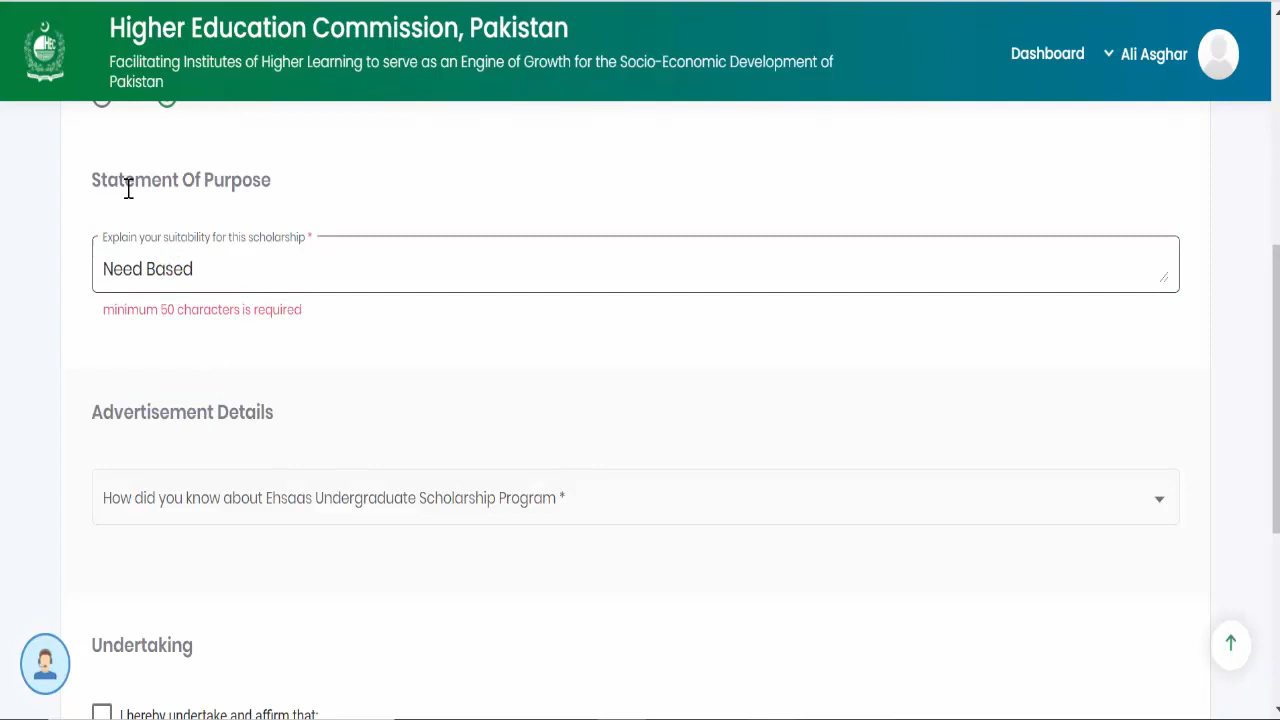 Higher Education Commission, Pakistan
Facilitating Institutes of Higher Learning to serve as an Engine of Growth for the Socio-Economic Development of
Pakistan
Dashboard
Ali Asghar
HEC
Statement Of Purpose
Explain your suitability for this scholarship *
Need Based
minimum 50 characters is required
Advertisement Details
How did you know about Ehsaas Undergraduate Scholarship Program *
Undertaking
I hereby undertake and affirm that: